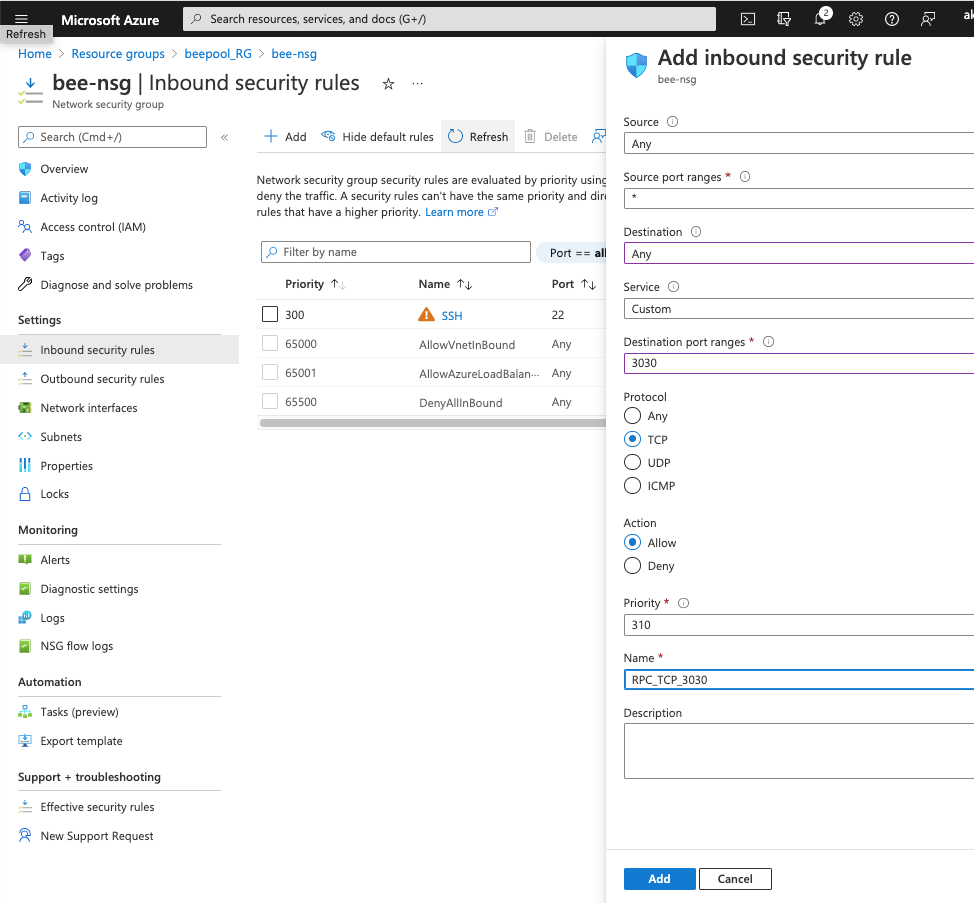 Microsoft Azure
Search resources, services, and docs (G+/)
2
Refresh
Home > Resource groups > beepool_RG > bee-nsg
bee-nsg | Inbound security rules ☆ ...
Network security group
Search (Cmd+/)
«
Overview
Activity log
Access control (IAM)
Tags
Diagnose and solve problems
Settings
Inbound security rules
Outbound security rules
Network interfaces
Subnets
Properties
Locks
Monitoring
Alerts
Diagnostic settings
Logs
NSG flow logs
Automation
Tasks (preview)
Export template
Support + troubleshooting
Effective security rules
New Support Request
+ Add Hide default rules Refresh Delete
Network security group security rules are evaluated by priority using
deny the traffic. A security rules can't have the same priority and dire
rules that have a higher priority. Learn more
Filter by name
Port == all
Priority ↑↓ Name ↑↓ Port ↑↓
300 SSH 22
65000 AllowVnetInBound Any
65001 AllowAzureLoadBalan... Any
65500 DenyAllInBound Any
Add inbound security rule
bee-nsg
Source
Any
Source port ranges *
*
Destination
Any
Service
Custom
Destination port ranges *
3030
Protocol
Any
TCP
UDP
ICMP
Action
Allow
Deny
Priority *
310
Name *
RPC_TCP_3030
Description
Add Cancel